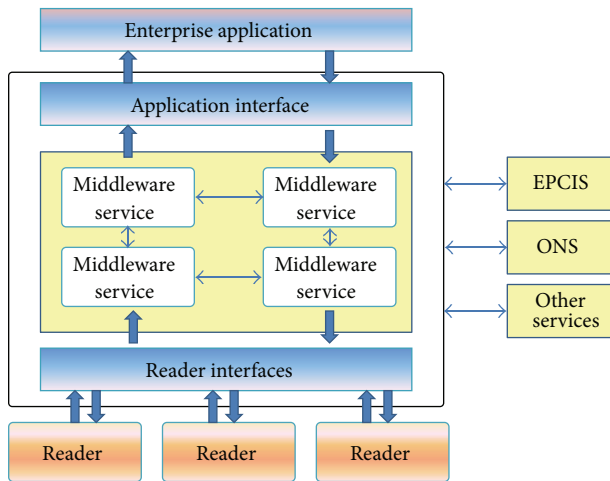 Enterprise application
Application interface
Middleware
service
Middleware
service
Middleware
service
Middleware
service
Reader interfaces
Reader
Reader
Reader
EPCIS
ONS
Other
services